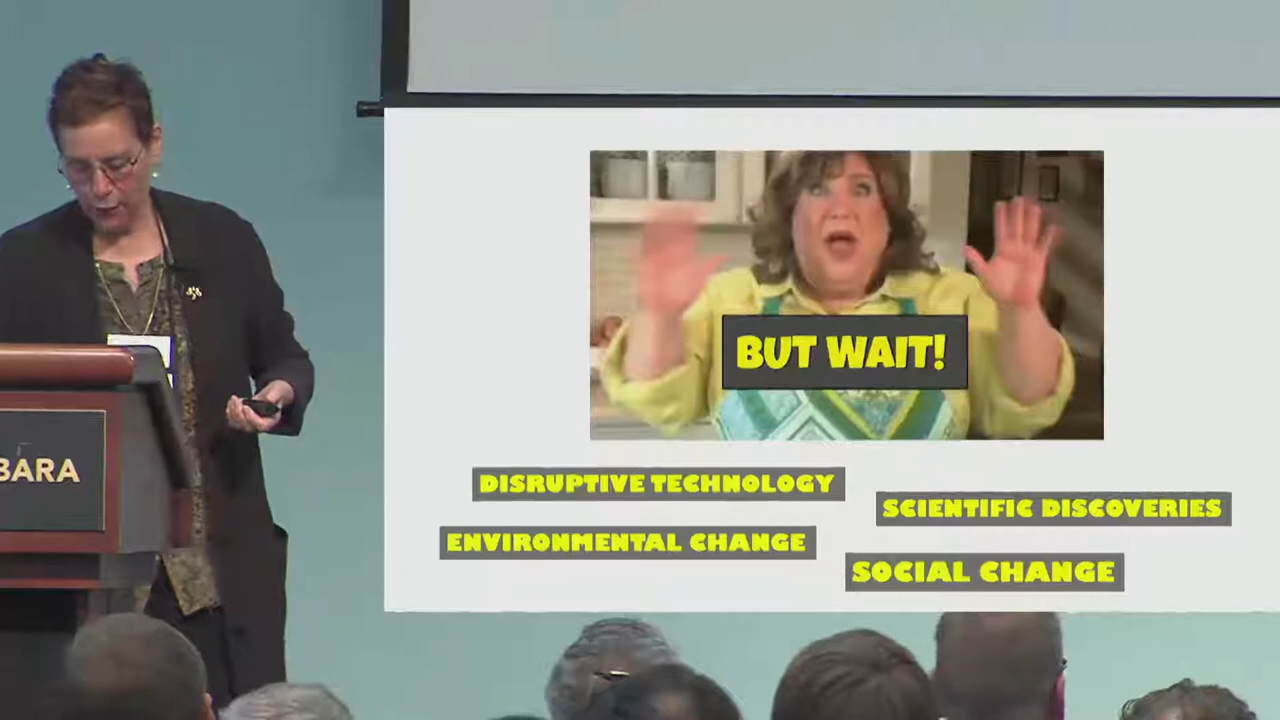 BUT WAIT!
DISRUPTIVE TECHNOLOGY
SCIENTIFIC DISCOVERIES
ENVIRONMENTAL CHANGE
SOCIAL CHANGE
BARA